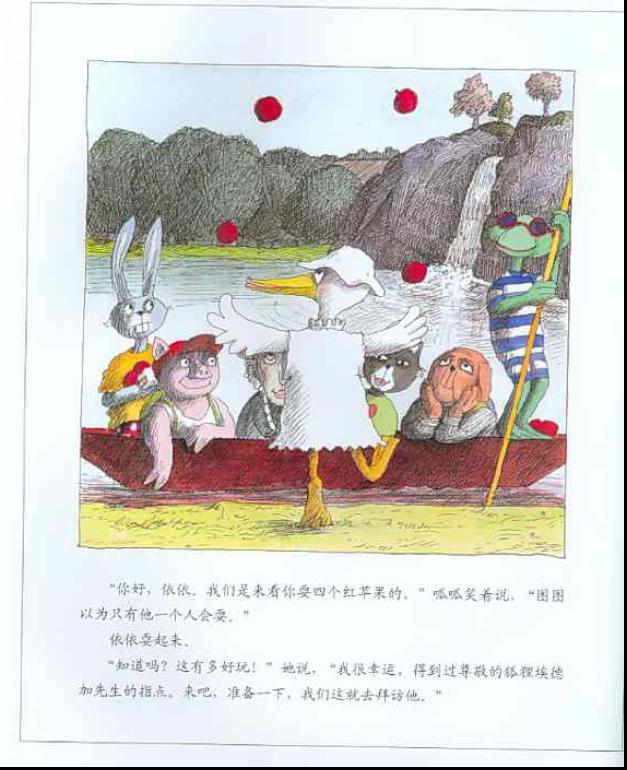 “你好，依依。我们是来看你耍四个红苹果的。”呱呱笑着说，“图图
以为只有他一个人会耍。”
依依耍起来。
“知道吗？这有多好玩！”她说，“我很幸运，得到过尊敬的狐狸埃德
加先生的指点。来吧，准备一下，我们这就去拜访他。”